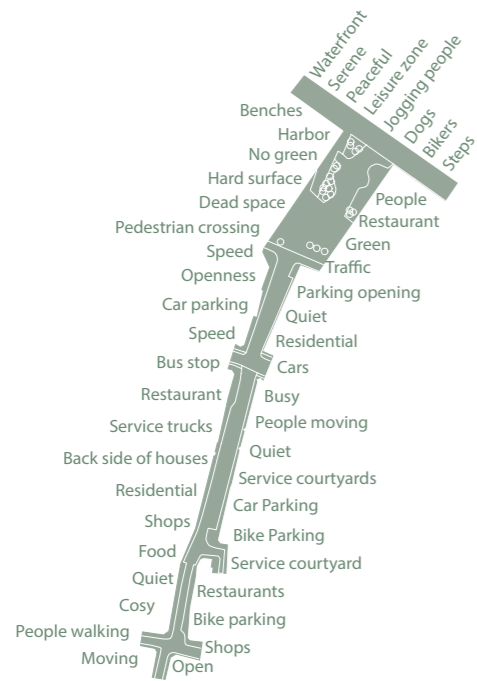 Waterfront
Serene
Peaceful
Leisure zone
Jogging people
Dogs
Bikers
Steps
Benches
Harbor
No green
Hard surface
Dead space
Pedestrian crossing
Speed
Openness
Car parking
Speed
Bus stop
Restaurant
Service trucks
Back side of houses
Residential
Shops
Food
Quiet
Cosy
People walking
Moving
People
Restaurant
Green
Traffic
Parking opening
Quiet
Residential
Cars
Busy
People moving
Quiet
Service courtyards
Car Parking
Bike Parking
Service courtyard
Restaurants
Bike parking
Shops
Open